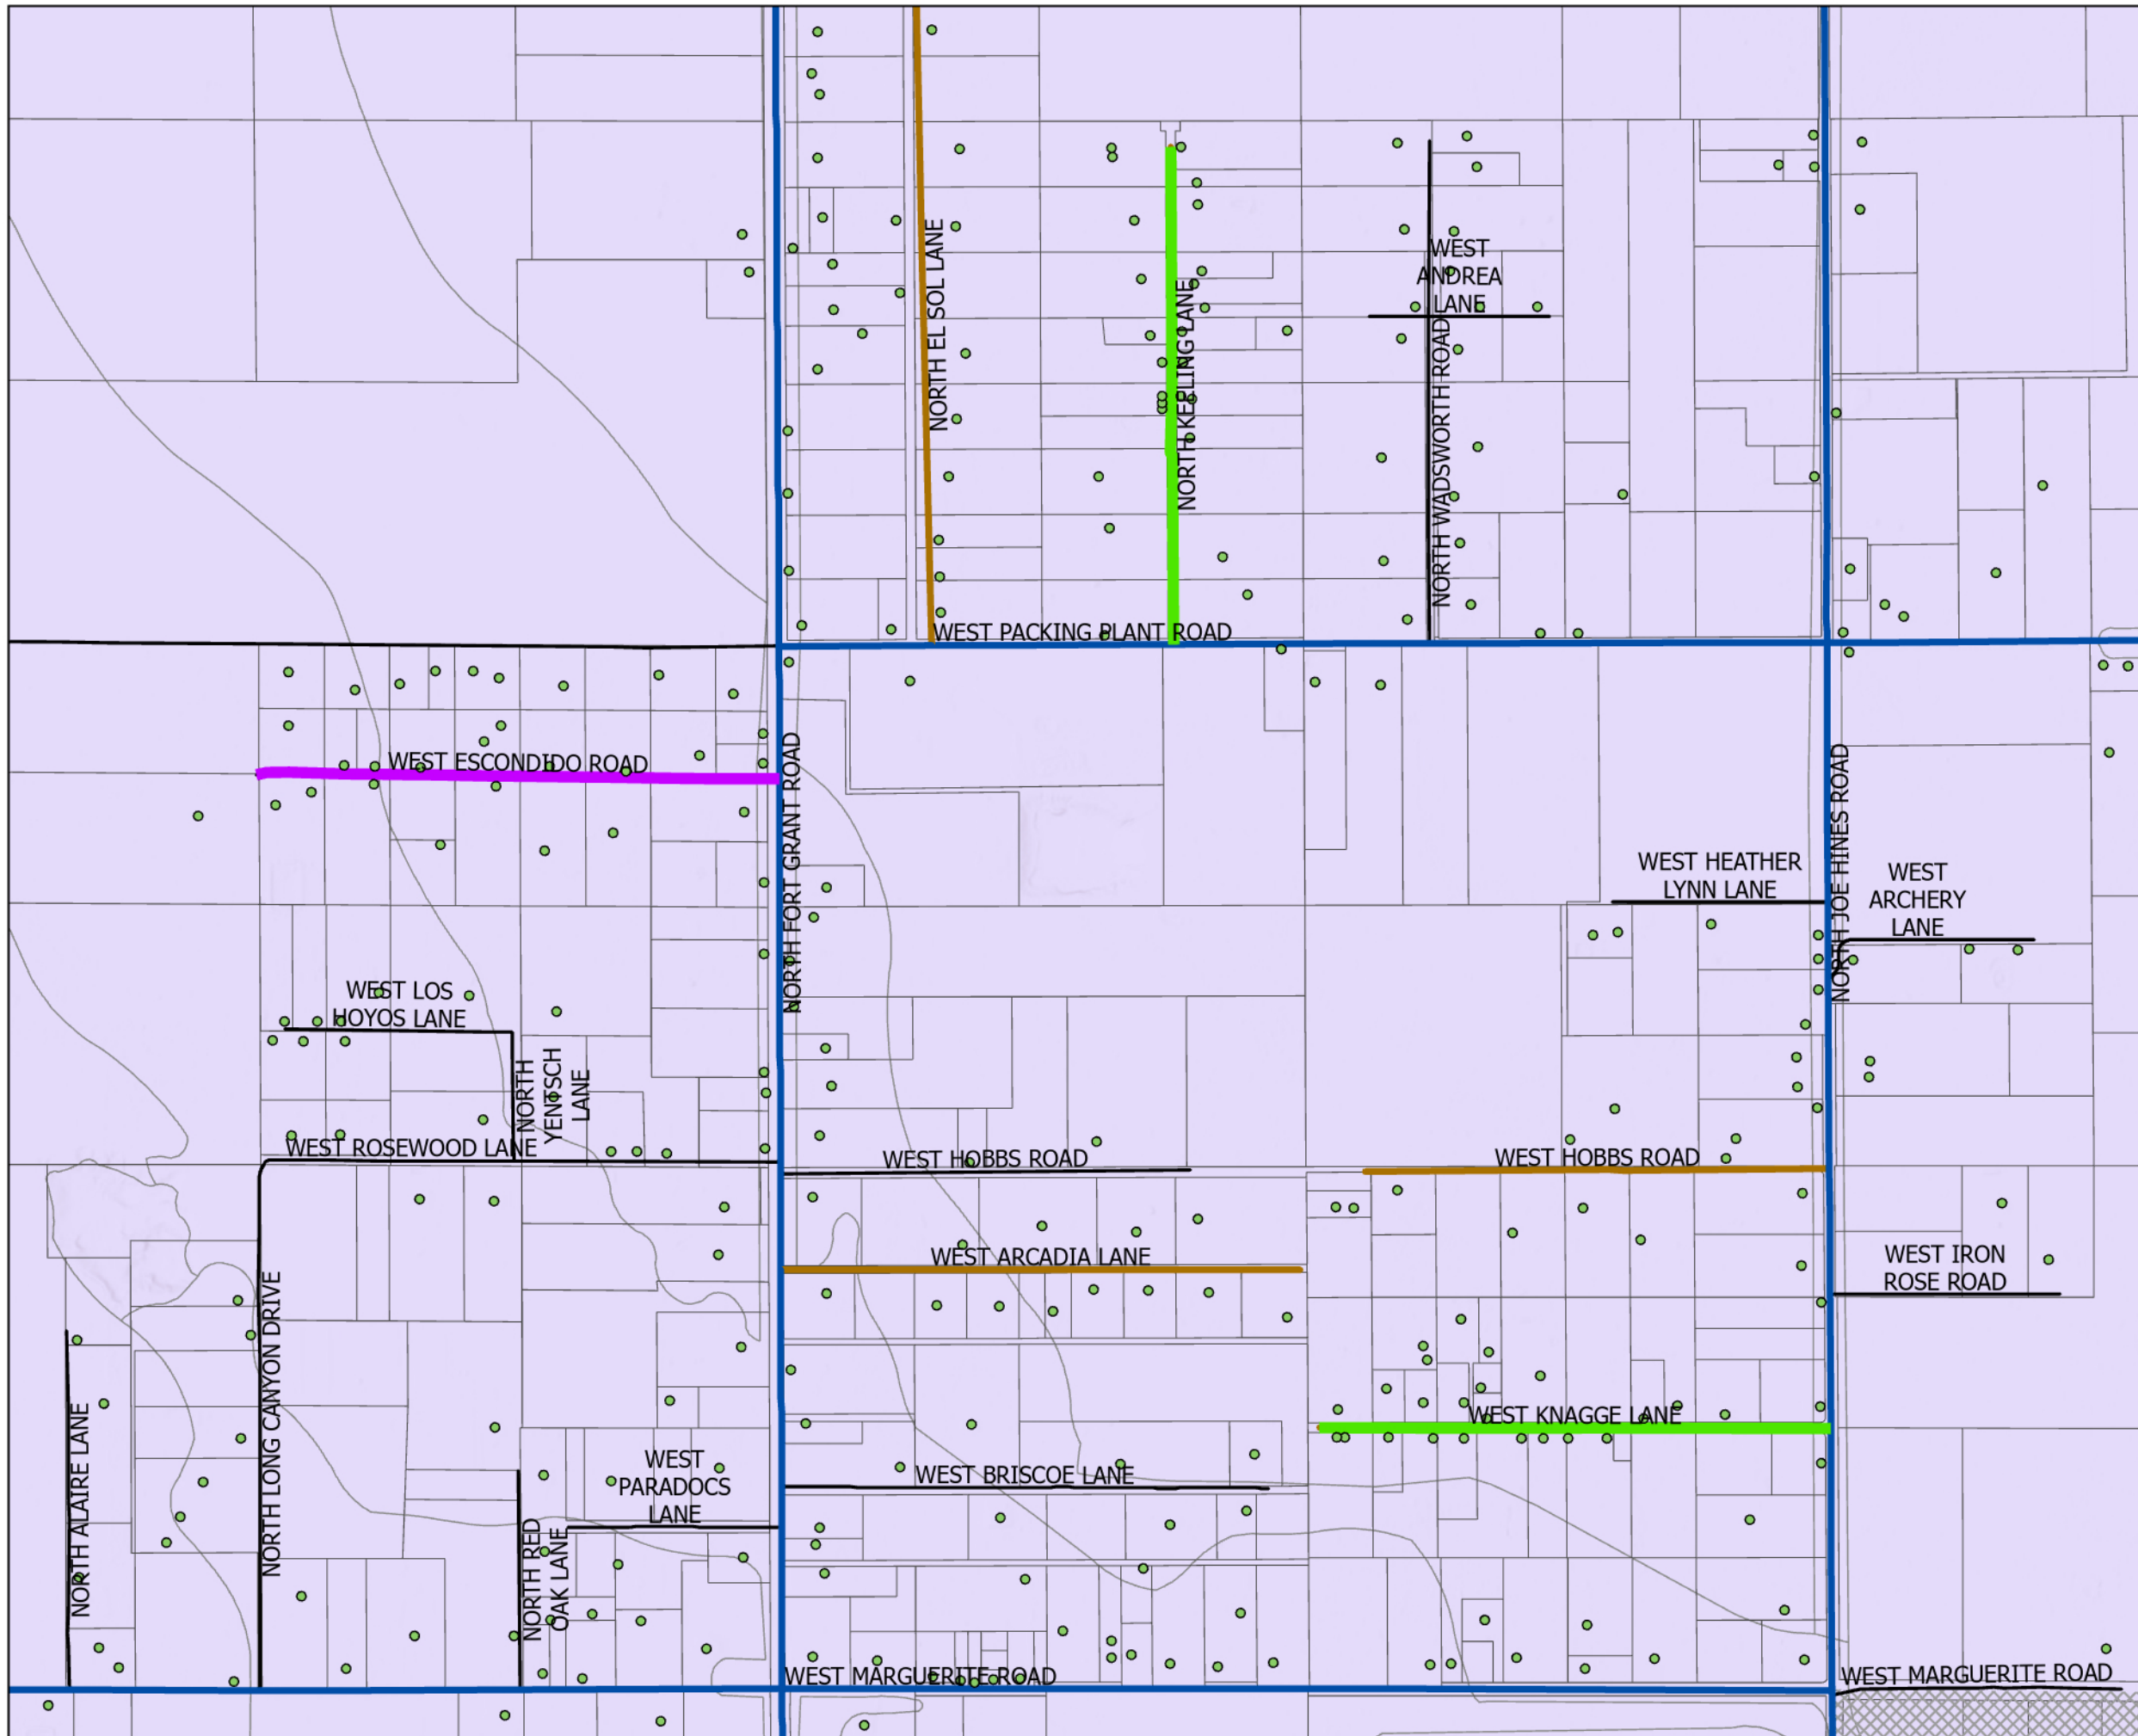 NORTH EL SOL LANE
NORTH KEELING LANE
WEST
ANDREA
LANE
NORTH WADSWORTH ROAD
WEST PACKING PLANT ROAD
WEST ESCONDIDO ROAD
NORTH FORT GRANT ROAD
NORTH JOE HINES ROAD
WEST HEATHER
LYNN LANE
WEST
ARCHERY
LANE
WEST LOS
HOYOS LANE
NORTH
YENTSCH
LANE
WEST ROSEWOOD LANE
WEST HOBBS ROAD
WEST HOBBS ROAD
WEST ARCADIA LANE
WEST IRON
ROSE ROAD
NORTH LONG CANYON DRIVE
NORTH ALAIRE LANE
WEST KNAGGE LANE
WEST
PARADOCS
LANE
WEST BRISCOE LANE
NORTH RED
OAK LANE
WEST MARGUERITE ROAD
WEST MARGUERITE ROAD